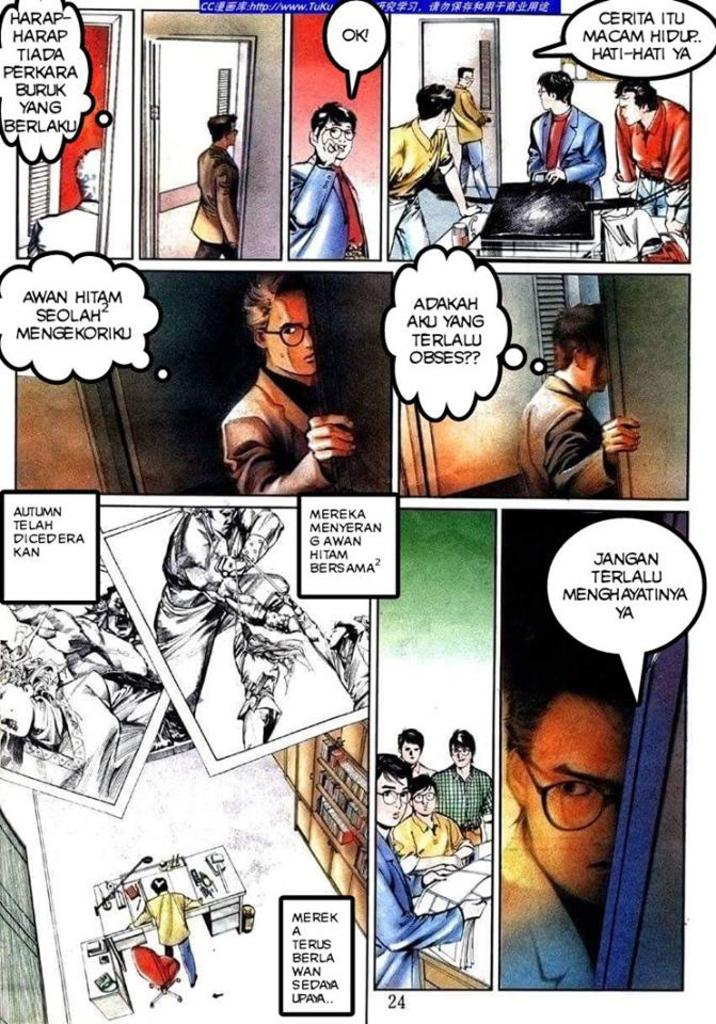 CC漫画库:http://www.TuKu 研究学习，请勿保存和用于商业用途
HARAP-
HARAP
TIADA
PERKARA
BURUK
YANG
BERLAKU
OK!
CERITA ITU
MACAM HIDUP..
HATI-HATI YA
AWAN HITAM
SEOLAH²
MENGEKORIKU
ADAKAH
AKU YANG
TERLALU
OBSES??
AUTUMN
TELAH
DICEDERA
KAN
MEREKA
MENYERAN
G AWAN
HITAM
BERSAMA²
JANGAN
TERLALU
MENGHAYATINYA
YA
MEREK
A
TERUS
BERLA
WAN
SEDAYA
UPAYA..
24